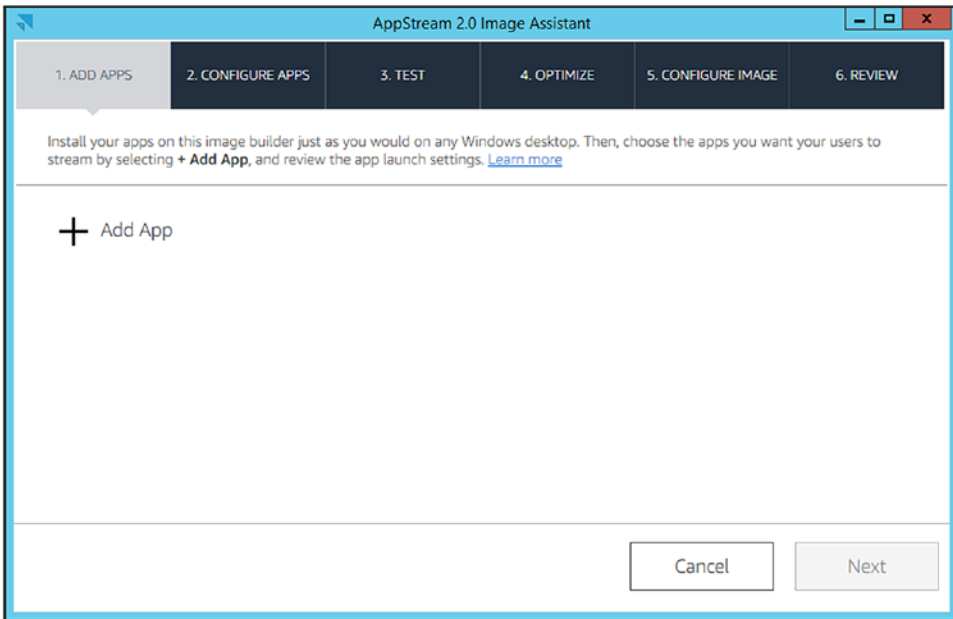 AppStream 2.0 Image Assistant
1. ADD APPS
2. CONFIGURE APPS
3. TEST
4. OPTIMIZE
5. CONFIGURE IMAGE
6. REVIEW
Install your apps on this image builder just as you would on any Windows desktop. Then, choose the apps you want your users to
stream by selecting + Add App, and review the app launch settings. Learn more
Add App
Cancel
Next